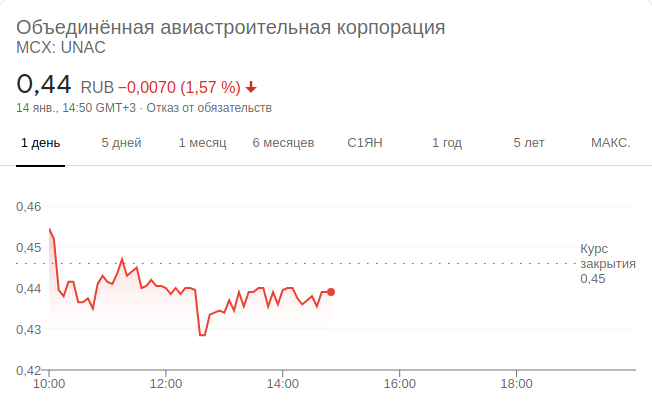 Объединённая авиастроительная корпорация
MCX: UNAC
0,44 RUB −0,0070 (1,57 %)
14 янв., 14:50 GMT+3 · Отказ от обязательств
1 день 5 дней 1 месяц 6 месяцев С1ЯН 1 год 5 лет МАКС.
0,46
0,45
0,44
0,43
0,42
Курс
закрытия
0,45
10:00 12:00 14:00 16:00 18:00